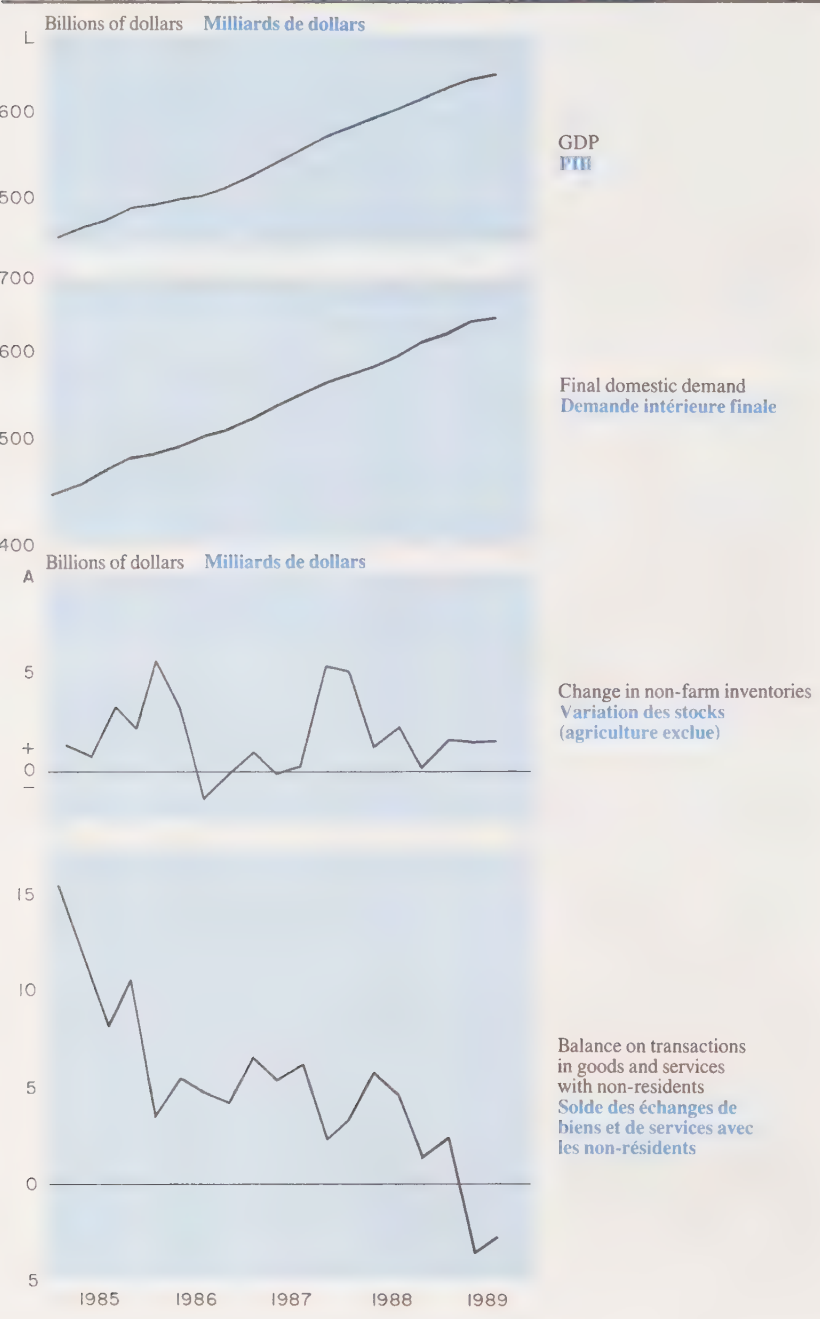 Billions of dollars Milliards de dollars
L
600
500
GDP
PIB
700
600
500
400
Final domestic demand
Demande intérieure finale
Billions of dollars Milliards de dollars
A
5
+
0
−
Change in non-farm inventories
Variation des stocks
(agriculture exclue)
15
10
5
0
5
Balance on transactions
in goods and services
with non-residents
Solde des échanges de
biens et de services avec
les non-résidents
1985 1986 1987 1988 1989